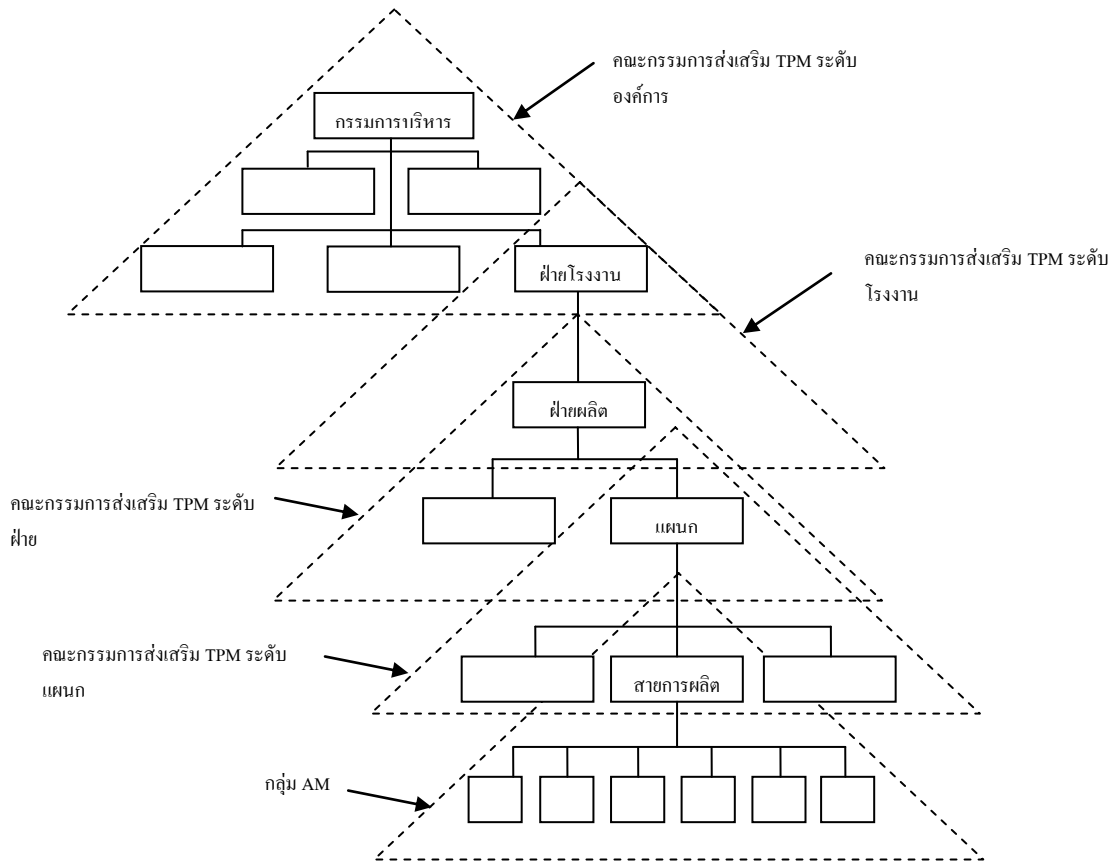 คณะกรรมการส่งเสริม TPM ระดับ
องค์การ
กรรมการบริหาร
คณะกรรมการส่งเสริม TPM ระดับ
โรงงาน
ฝ่ายโรงงาน
ฝ่ายผลิต
คณะกรรมการส่งเสริม TPM ระดับ
ฝ่าย
แผนก
คณะกรรมการส่งเสริม TPM ระดับ
แผนก
สายการผลิต
กลุ่ม AM